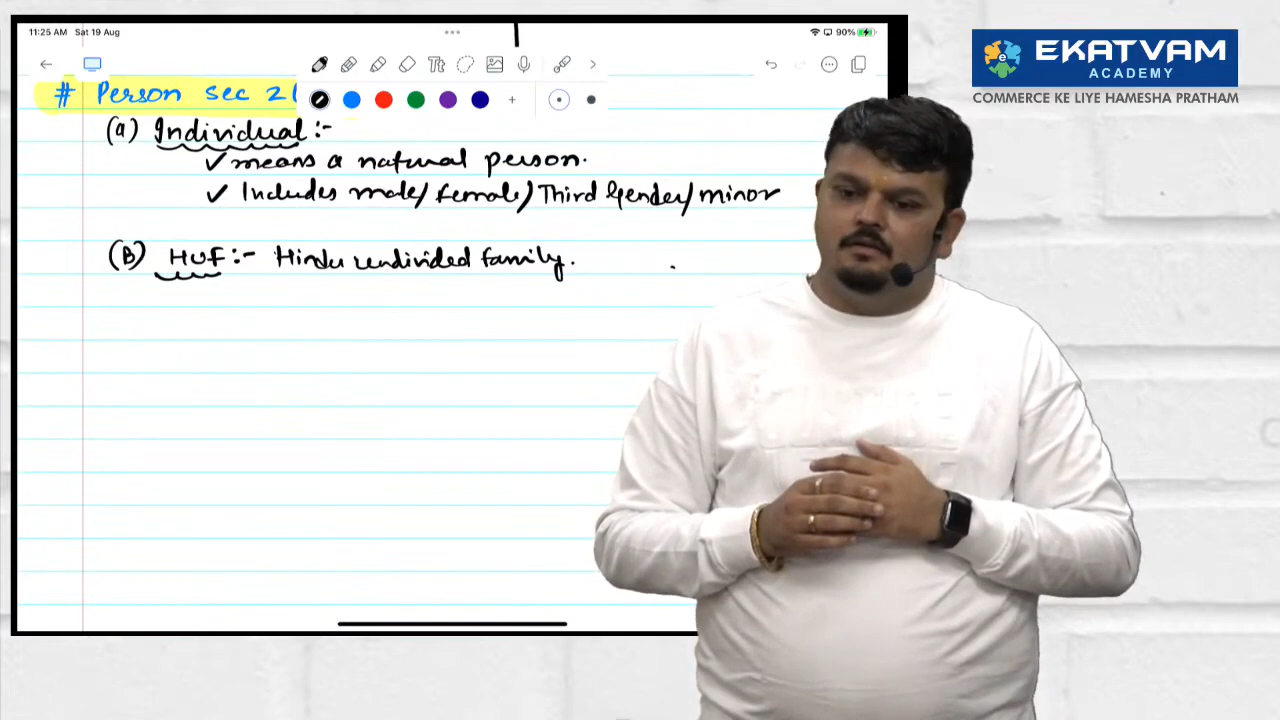 11:25 AM Sat 19 Aug
90%
EKATVAM
ACADEMY
COMMERCE KE LIYE HAMESHA PRATHAM
Tt
# Person sec 2(
(a) Individual :-
✓ means a natural person.
✓ Includes male/female/Third Gender/minor
(B) HUF :- Hindu undivided family.